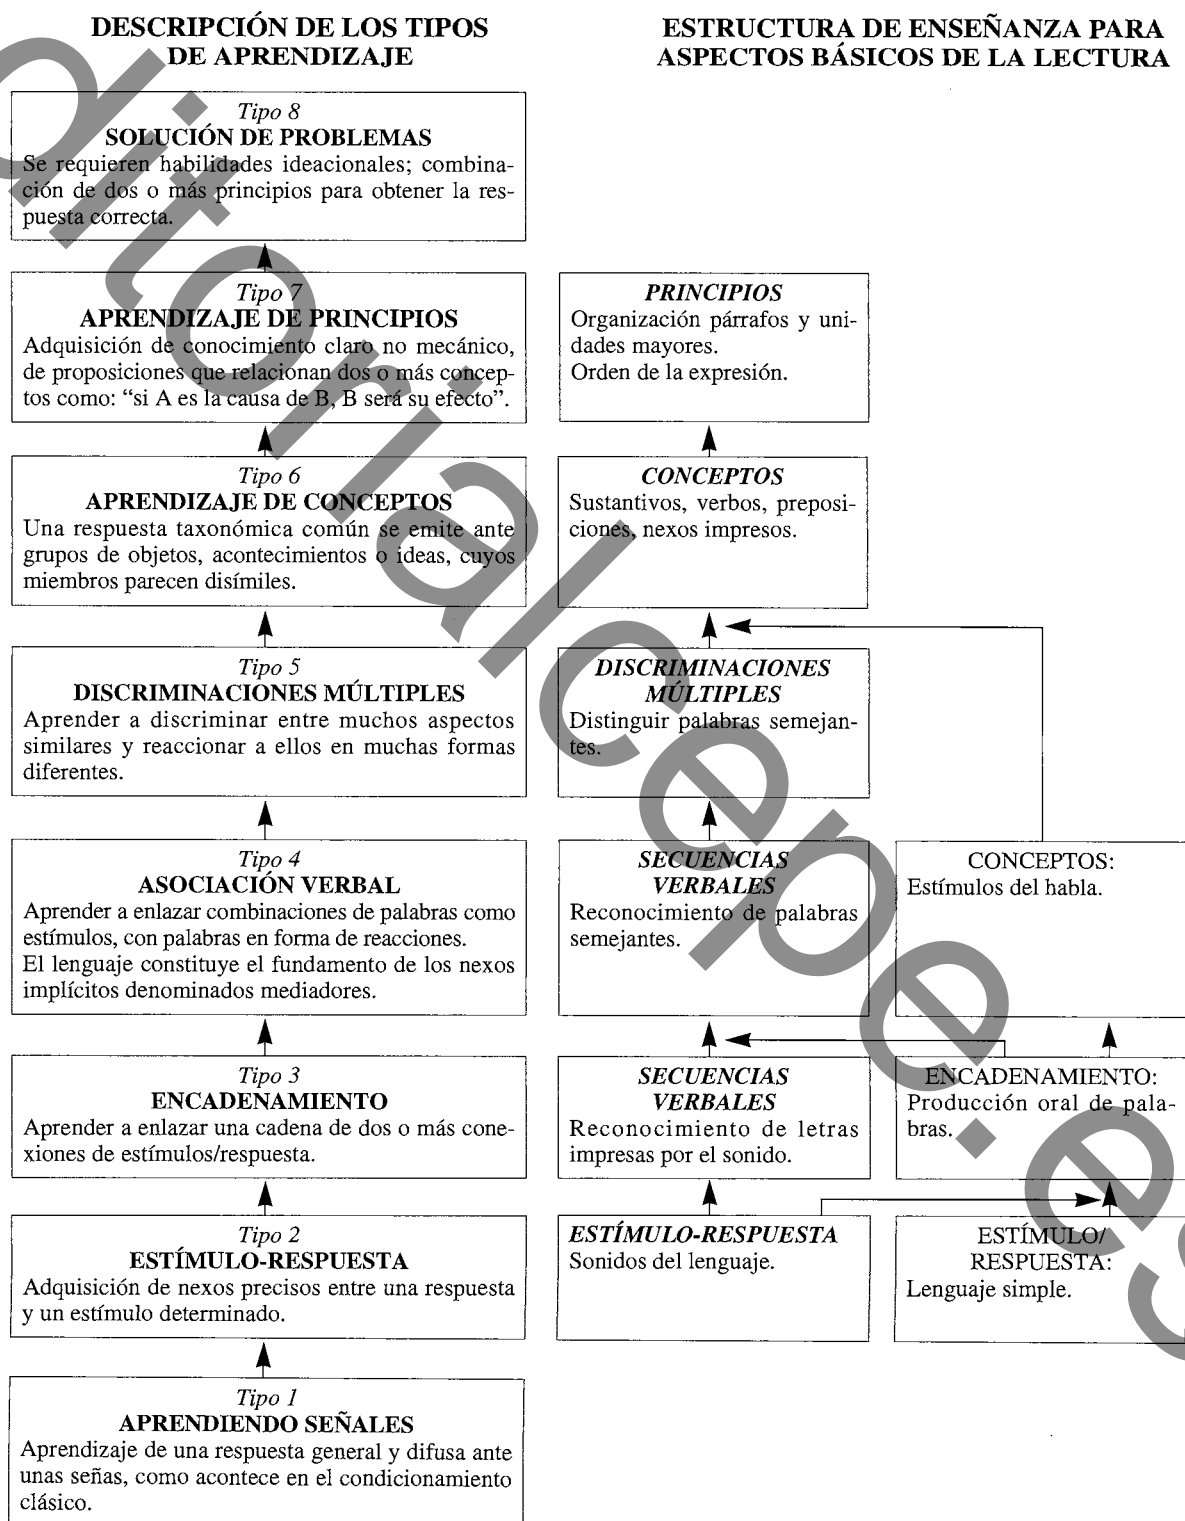 DESCRIPCIÓN DE LOS TIPOS
DE APRENDIZAJE
Tipo 8
SOLUCIÓN DE PROBLEMAS
Se requieren habilidades ideacionales; combina-
ción de dos o más principios para obtener la res-
puesta correcta.
Tipo 7
APRENDIZAJE DE PRINCIPIOS
Adquisición de conocimiento claro no mecánico,
de proposiciones que relacionan dos o más concep-
tos como: “si A es la causa de B, B será su efecto”.
Tipo 6
APRENDIZAJE DE CONCEPTOS
Una respuesta taxonómica común se emite ante
grupos de objetos, acontecimientos o ideas, cuyos
miembros parecen disímiles.
Tipo 5
DISCRIMINACIONES MÚLTIPLES
Aprender a discriminar entre muchos aspectos
similares y reaccionar a ellos en muchas formas
diferentes.
Tipo 4
ASOCIACIÓN VERBAL
Aprender a enlazar combinaciones de palabras como
estímulos, con palabras en forma de reacciones.
El lenguaje constituye el fundamento de los nexos
implícitos denominados mediadores.
Tipo 3
ENCADENAMIENTO
Aprender a enlazar una cadena de dos o más cone-
xiones de estímulos/respuesta.
Tipo 2
ESTÍMULO-RESPUESTA
Adquisición de nexos precisos entre una respuesta
y un estímulo determinado.
Tipo 1
APRENDIENDO SEÑALES
Aprendizaje de una respuesta general y difusa ante
unas señas, como acontece en el condicionamiento
clásico.
ESTRUCTURA DE ENSEÑANZA PARA
ASPECTOS BÁSICOS DE LA LECTURA
PRINCIPIOS
Organización párrafos y uni-
dades mayores.
Orden de la expresión.
CONCEPTOS
Sustantivos, verbos, preposi-
ciones, nexos impresos.
DISCRIMINACIONES
MÚLTIPLES
Distinguir palabras semejan-
tes.
SECUENCIAS
VERBALES
Reconocimiento de palabras
semejantes.
CONCEPTOS:
Estímulos del habla.
SECUENCIAS
VERBALES
Reconocimiento de letras
impresas por el sonido.
ENCADENAMIENTO:
Producción oral de pala-
bras.
ESTÍMULO-RESPUESTA
Sonidos del lenguaje.
ESTÍMULO/
RESPUESTA:
Lenguaje simple.
ditorialcepe.es